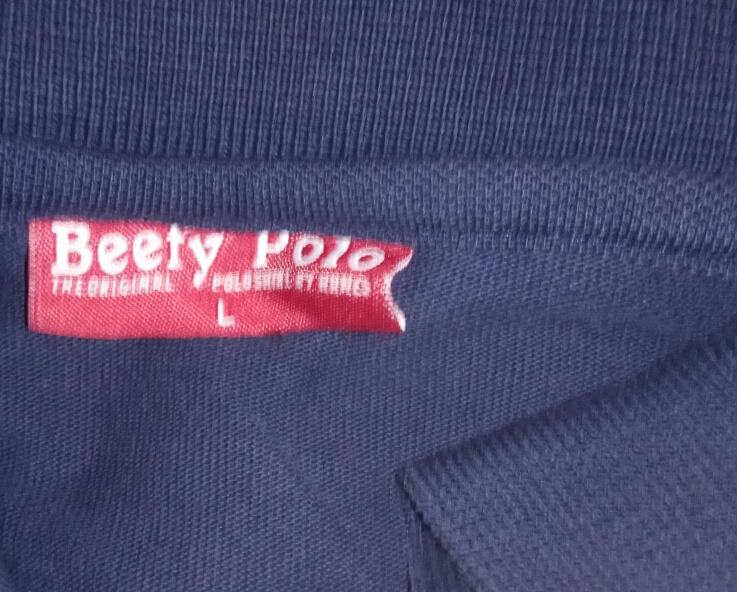 Beety Polo
THE ORIGINAL
L